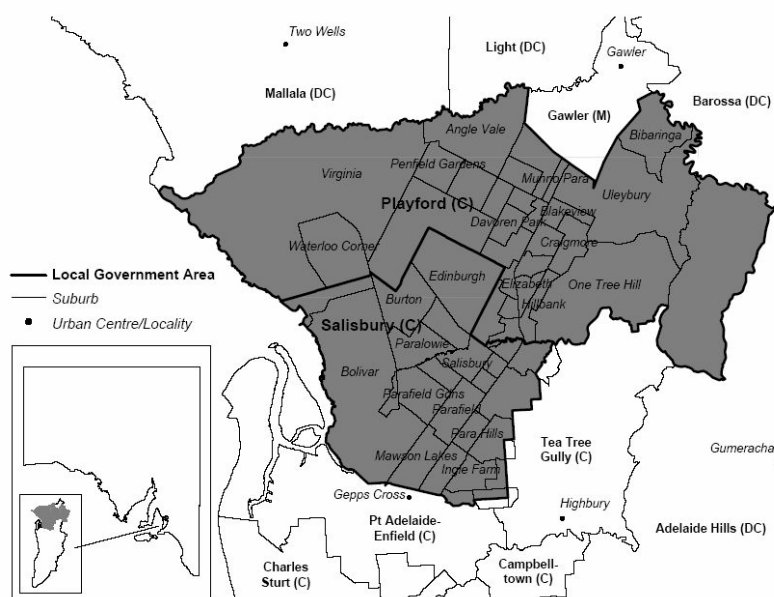 Two Wells
Light (DC)
Gawler
Mallala (DC)
Barossa (DC)
Gawler (M)
Angle Vale
Bibaringa
Penfield Gardens
Virginia
Munno Para
Uleybury
Playford (C)
Blakeview
Davoren Park
Waterloo Corner
Craigmore
Edinburgh
Elizabeth
One Tree Hill
Burton
Hillbank
Salisbury (C)
Paralowie
Salisbury
Bolivar
Parafield Gdns
Parafield
Para Hills
Mawson Lakes
Ingle Farm
Tea Tree
Gully (C)
Gumeracha
Gepps Cross
Highbury
Pt Adelaide-
Enfield (C)
Adelaide Hills (DC)
Charles
Sturt (C)
Campbell-
town (C)
Local Government Area
Suburb
Urban Centre/Locality